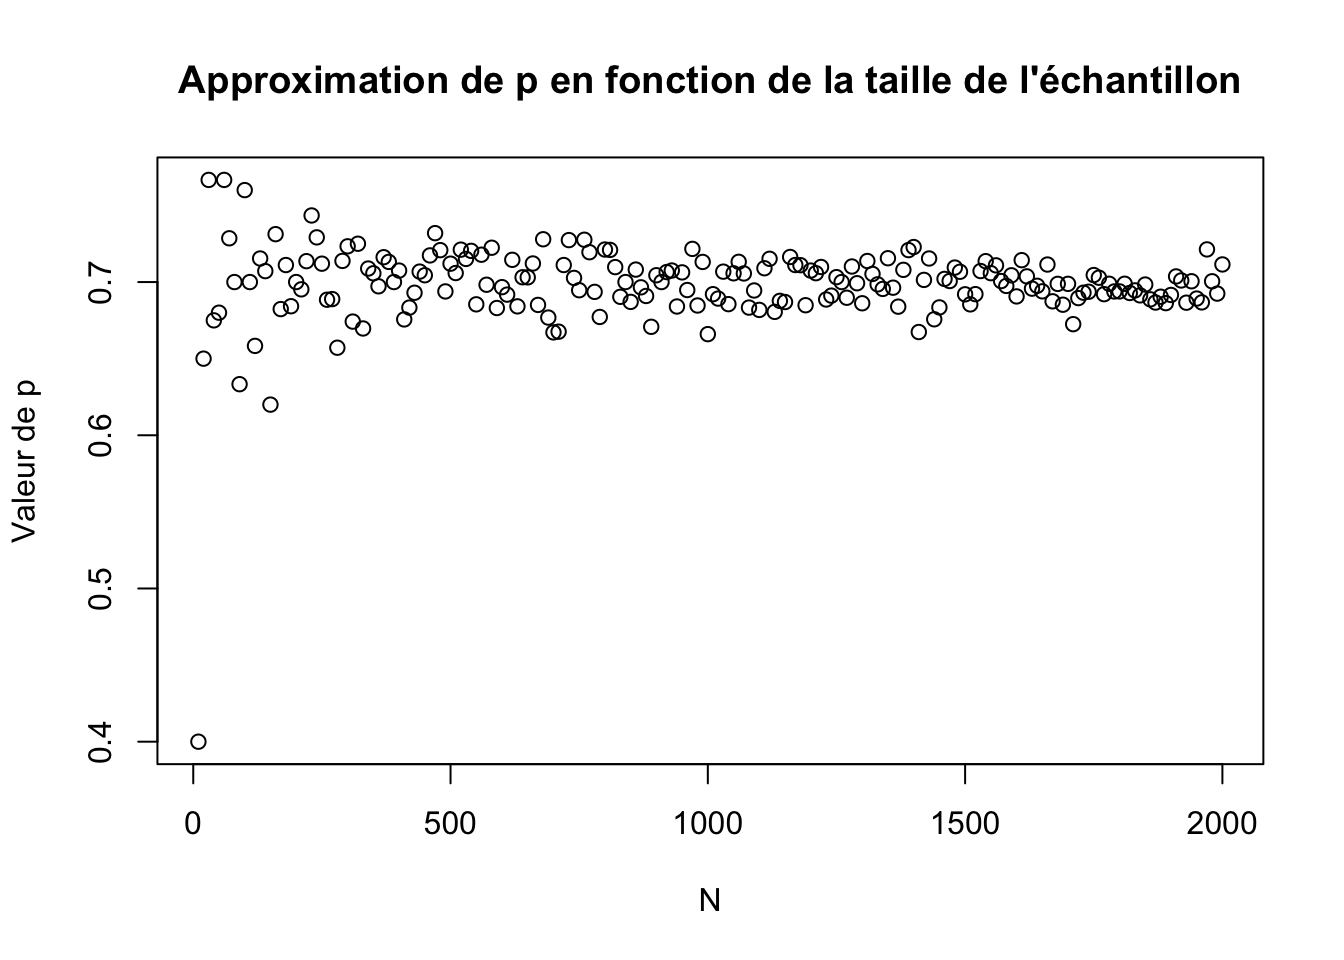 Approximation de p en fonction de la taille de l'échantillon
Valeur de p
0.7
0.6
0.5
0.4
0 500 1000 1500 2000
N